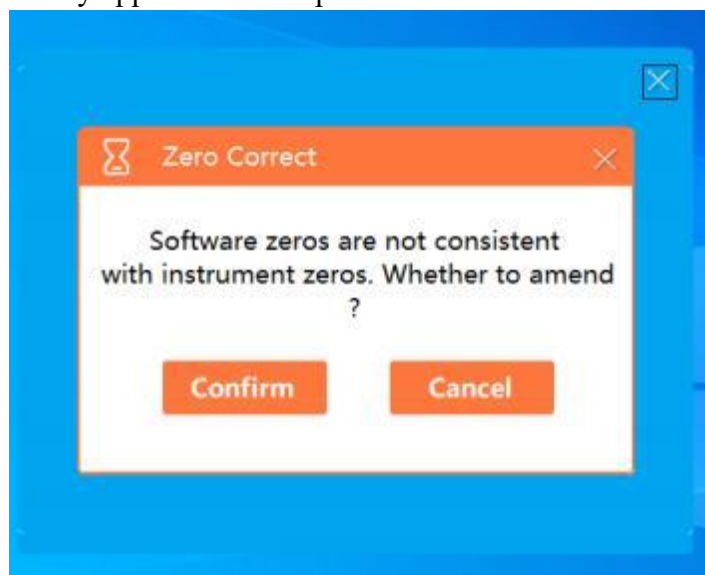 Zero Correct
Software zeros are not consistent
with instrument zeros. Whether to amend
?
Confirm
Cancel